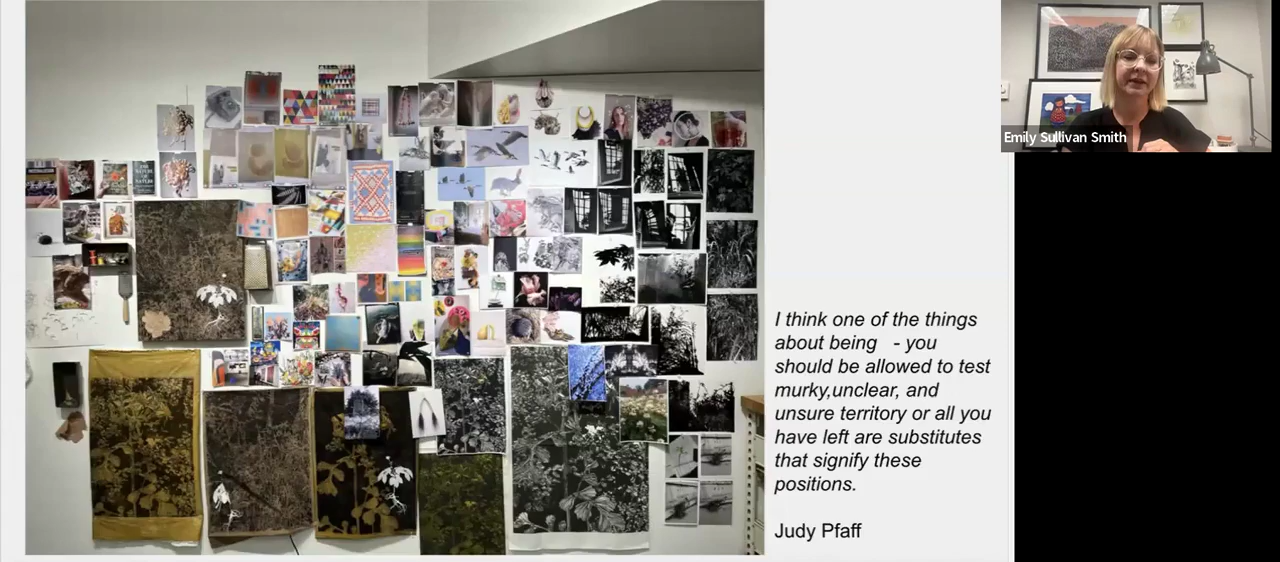 Emily Sullivan Smith
I think one of the things
about being - you
should be allowed to test
murky,unclear, and
unsure territory or all you
have left are substitutes
that signify these
positions.
Judy Pfaff